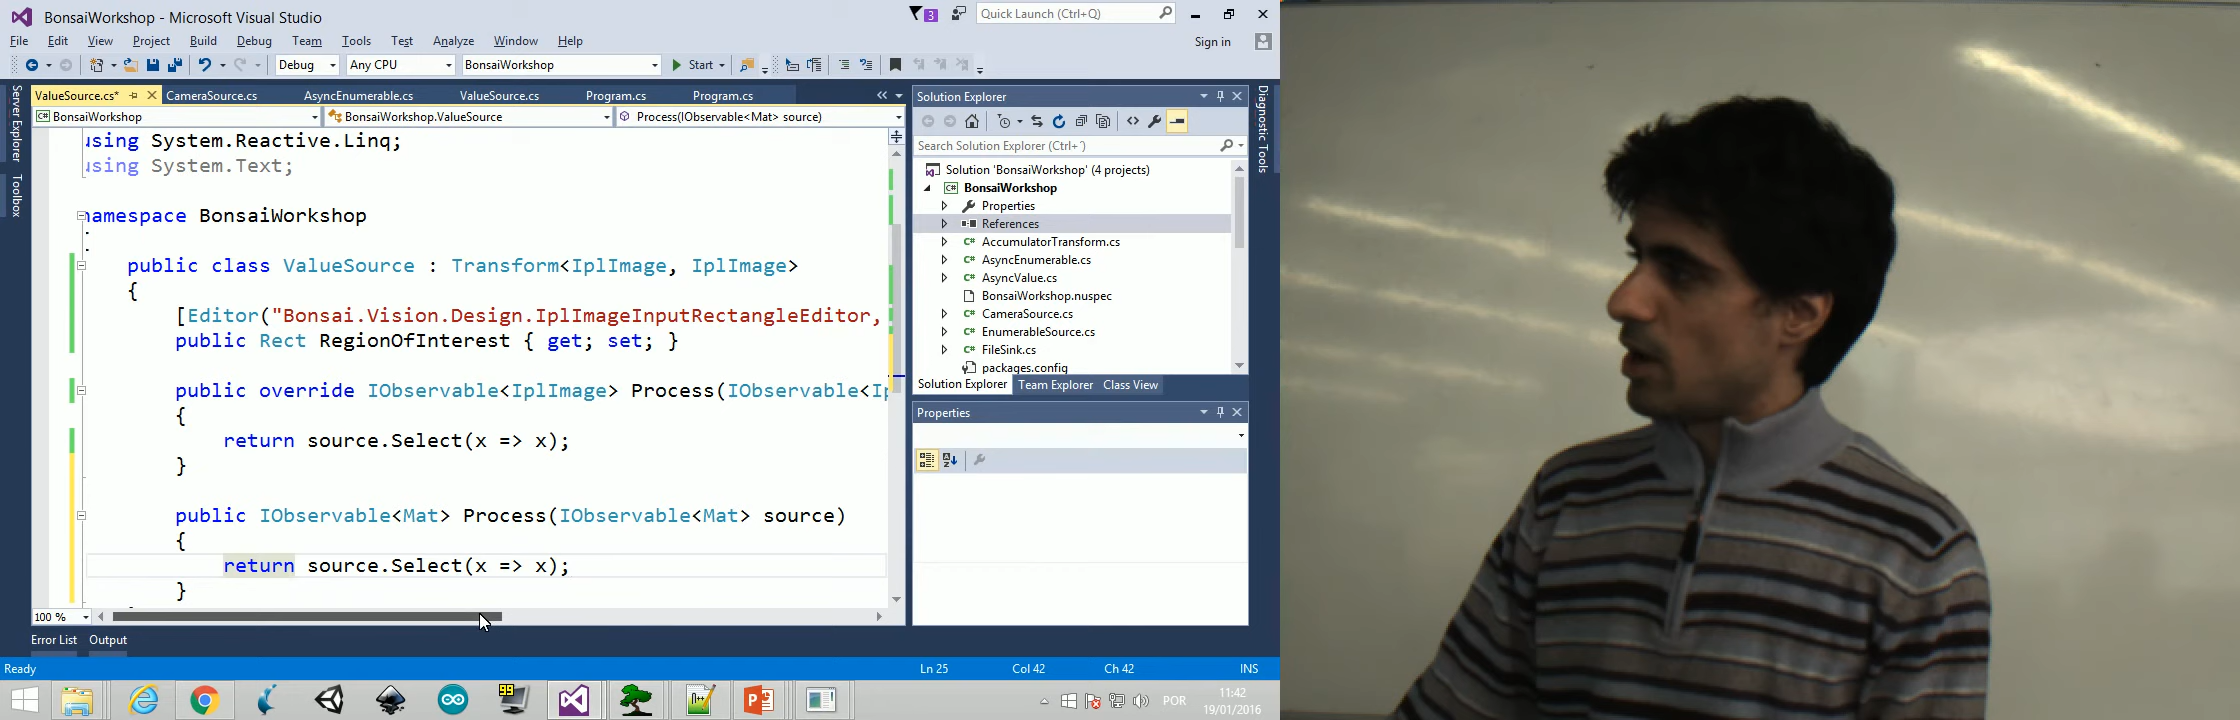 BonsaiWorkshop - Microsoft Visual Studio
3
Quick Launch (Ctrl+Q)
File Edit View Project Build Debug Team Tools Test Analyze Window Help
Sign in
Debug Any CPU BonsaiWorkshop Start
Server Explorer
Toolbox
ValueSource.cs* CameraSource.cs AsyncEnumerable.cs ValueSource.cs Program.cs Program.cs
BonsaiWorkshop BonsaiWorkshop.ValueSource Process(IObservable<Mat> source)
using System.Reactive.Linq;
using System.Text;
namespace BonsaiWorkshop
public class ValueSource : Transform<IplImage, IplImage>
{
[Editor("Bonsai.Vision.Design.IplImageInputRectangleEditor,
public Rect RegionOfInterest { get; set; }
public override IObservable<IplImage> Process(IObservable<Ip
{
return source.Select(x => x);
}
public IObservable<Mat> Process(IObservable<Mat> source)
{
return source.Select(x => x);
}
100 %
Error List Output
Solution Explorer
Search Solution Explorer (Ctrl+´)
Solution 'BonsaiWorkshop' (4 projects)
BonsaiWorkshop
Properties
References
AccumulatorTransform.cs
AsyncEnumerable.cs
AsyncValue.cs
BonsaiWorkshop.nuspec
CameraSource.cs
EnumerableSource.cs
FileSink.cs
packages.config
Solution Explorer Team Explorer Class View
Properties
Diagnostic Tools
Ready Ln 25 Col 42 Ch 42 INS
99
POR
11:42
19/01/2016